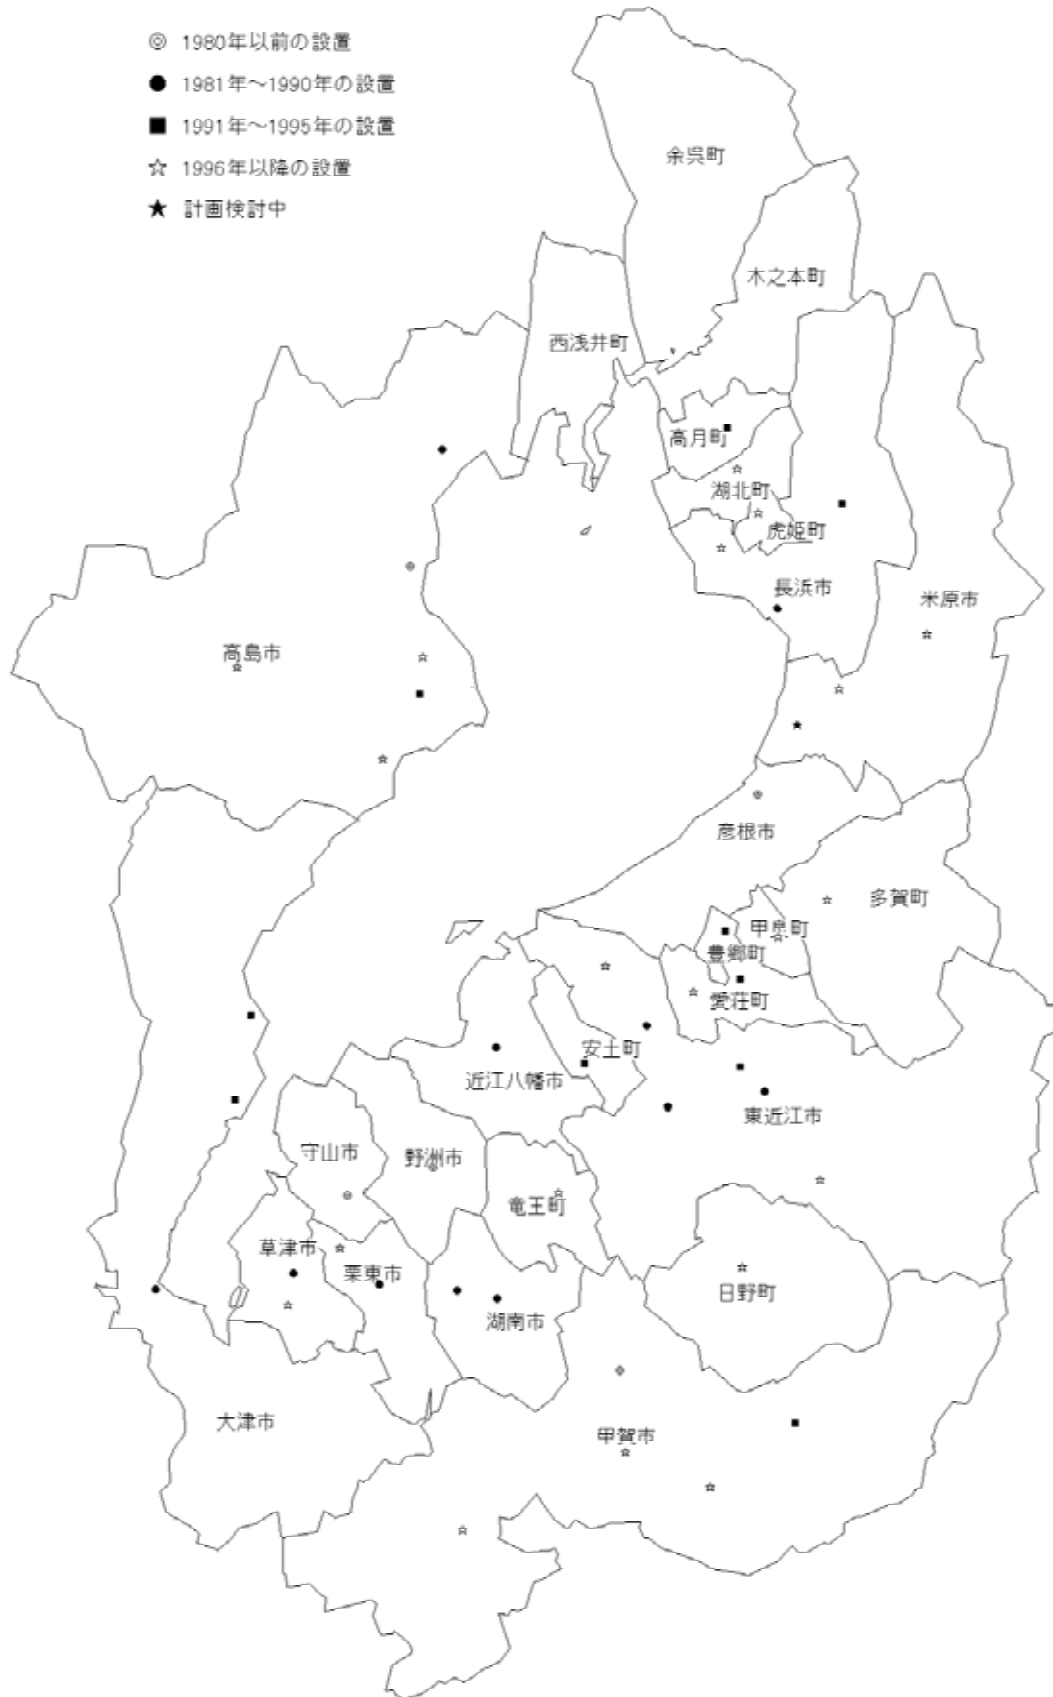 ◎ 1980年以前の設置
● 1981年～1990年の設置
■ 1991年～1995年の設置
☆ 1996年以降の設置
★ 計画検討中
余呉町
木之本町
西浅井町
高月町
湖北町
虎姫町
長浜市
米原市
高島市
彦根市
多賀町
甲良町
豊郷町
愛荘町
安土町
近江八幡市
東近江市
守山市
野洲市
竜王町
草津市
栗東市
日野町
湖南市
大津市
甲賀市